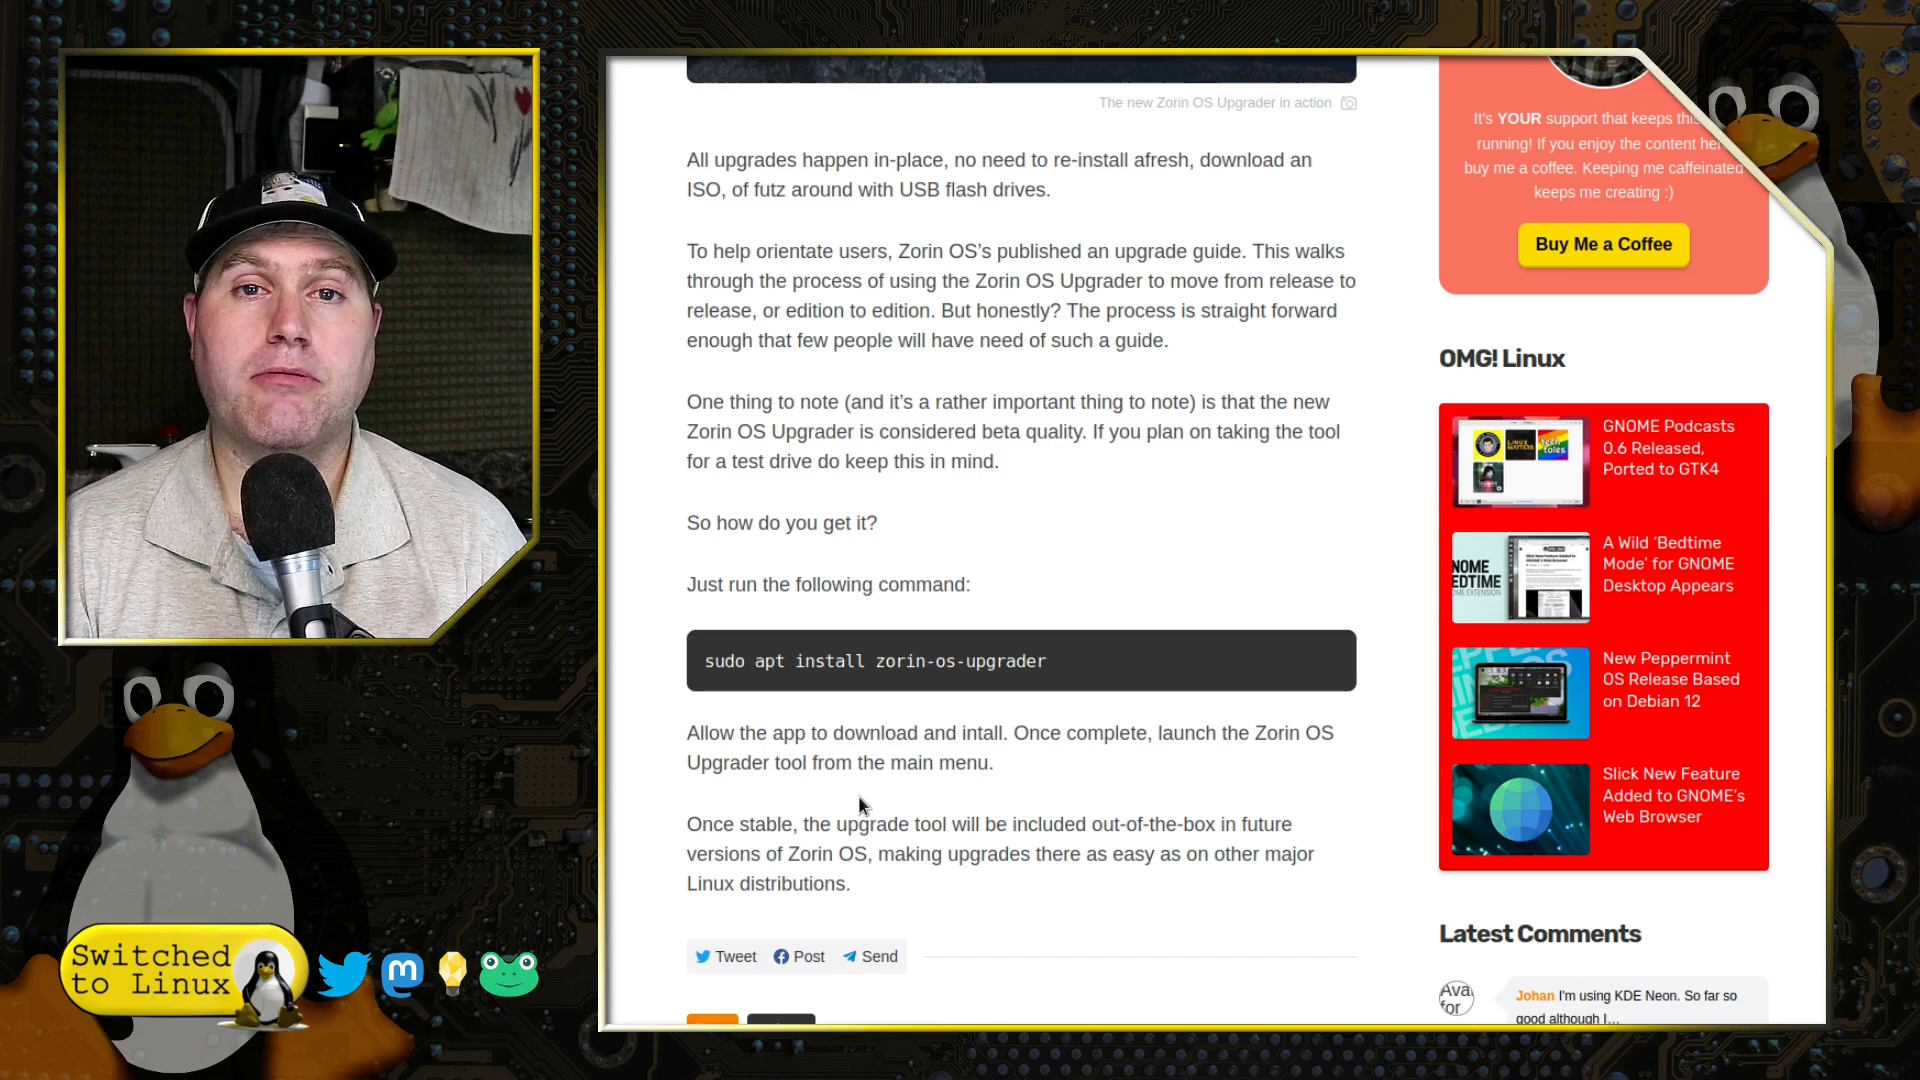 The new Zorin OS Upgrader in action
All upgrades happen in-place, no need to re-install afresh, download an
ISO, of futz around with USB flash drives.
To help orientate users, Zorin OS’s published an upgrade guide. This walks
through the process of using the Zorin OS Upgrader to move from release to
release, or edition to edition. But honestly? The process is straight forward
enough that few people will have need of such a guide.
One thing to note (and it’s a rather important thing to note) is that the new
Zorin OS Upgrader is considered beta quality. If you plan on taking the tool
for a test drive do keep this in mind.
So how do you get it?
Just run the following command:
sudo apt install zorin-os-upgrader
Allow the app to download and intall. Once complete, launch the Zorin OS
Upgrader tool from the main menu.
Once stable, the upgrade tool will be included out-of-the-box in future
versions of Zorin OS, making upgrades there as easy as on other major
Linux distributions.
Tweet Post Send
It’s YOUR support that keeps
running! If you enjoy the content
buy me a coffee. Keeping me caffeinated
keeps me creating :)
Buy Me a Coffee
OMG! Linux
LINUX MATTERS
tech tales
GNOME Podcasts
0.6 Released,
Ported to GTK4
A Wild ‘Bedtime
Mode’ for GNOME
Desktop Appears
New Peppermint
OS Release Based
on Debian 12
Slick New Feature
Added to GNOME’s
Web Browser
Latest Comments
Ava
for
Johan I'm using KDE Neon. So far so
good although I…
Switched
to Linux